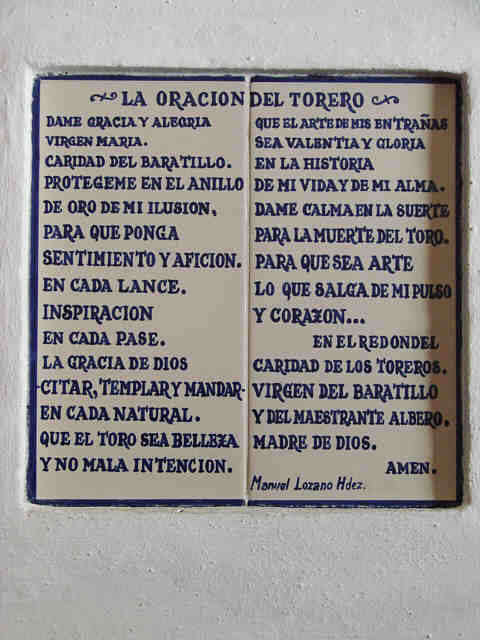 LA ORACION DEL TORERO
DAME GRACIA Y ALEGRIA
VIRGEN MARIA.
CARIDAD DEL BARATILLO.
PROTEGEME EN EL ANILLO
DE ORO DE MI ILUSION,
PARA QUE PONGA
SENTIMIENTO Y AFICION.
EN CADA LANCE.
INSPIRACION
EN CADA PASE.
LA GRACIA DE DIOS
-CITAR, TEMPLAR Y MANDAR-
EN CADA NATURAL.
QUE EL TORO SEA BELLEZA
Y NO MALA INTENCION.
QUE EL ARTE DE MIS ENTRAÑAS
SEA VALENTIA Y GLORIA
EN LA HISTORIA
DE MI VIDA Y DE MI ALMA.
DAME CALMA EN LA SUERTE
PARA LA MUERTE DEL TORO.
PARA QUE SEA ARTE
LO QUE SALGA DE MI PULSO
Y CORAZON...
EN EL REDONDEL
CARIDAD DE LOS TOREROS.
VIRGEN DEL BARATILLO
Y DEL MAESTRANTE ALBERO.
MADRE DE DIOS.
AMEN.
Manuel Lozano Hdez.